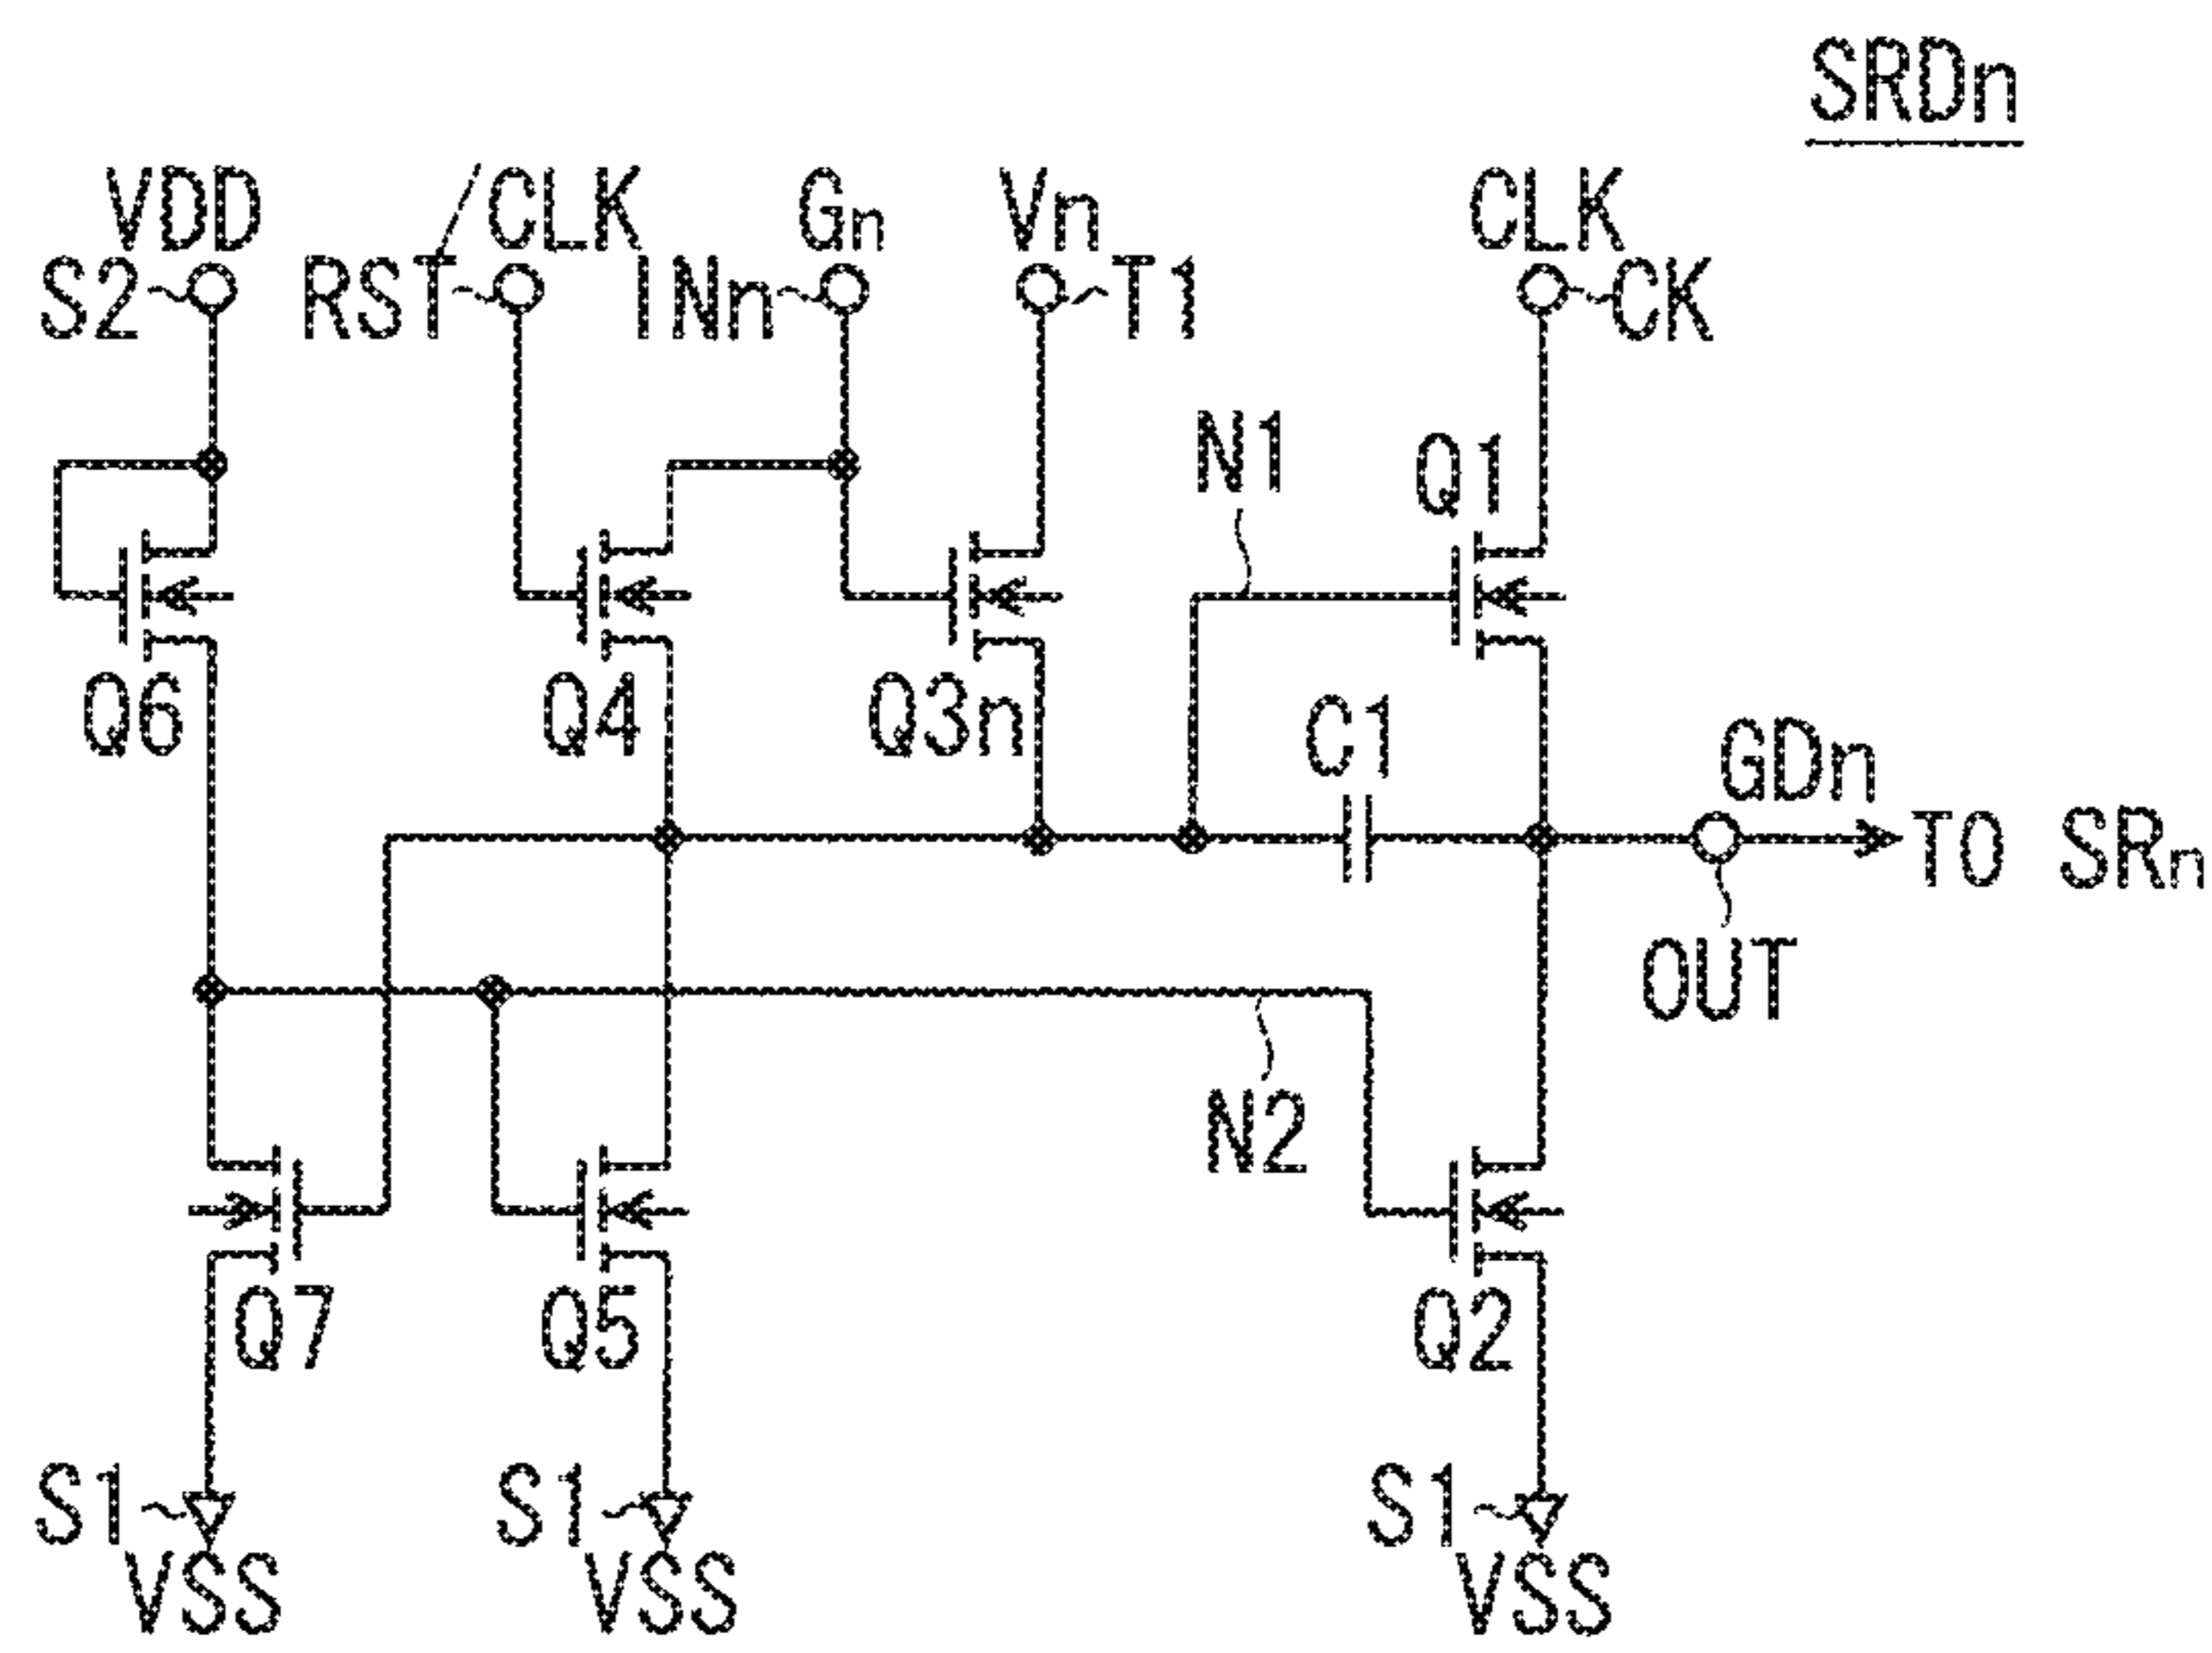 SRDn
VDD /CLK Gn Vn CLK
S2 RST INn T1 CK
N1 Q1
Q6 Q4 Q3n C1 GDn
TO SRn
OUT
N2
Q7 Q5 Q2
S1 S1 S1
VSS VSS VSS